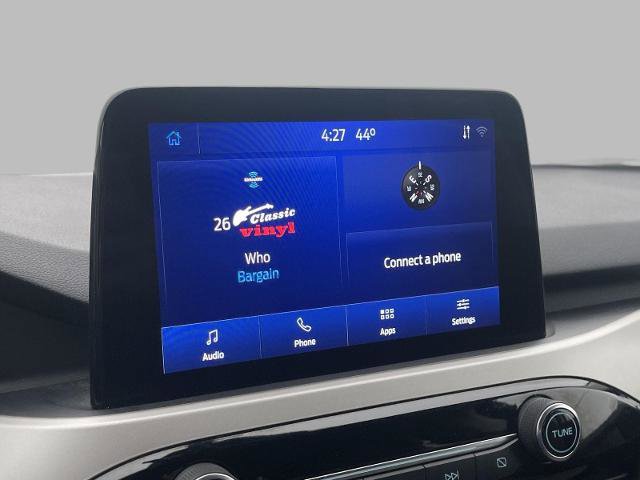 4:27 44°
26 Classic
vinyl
Who
Bargain
E S
N W
Connect a phone
Audio
Phone
Apps
Settings
TUNE